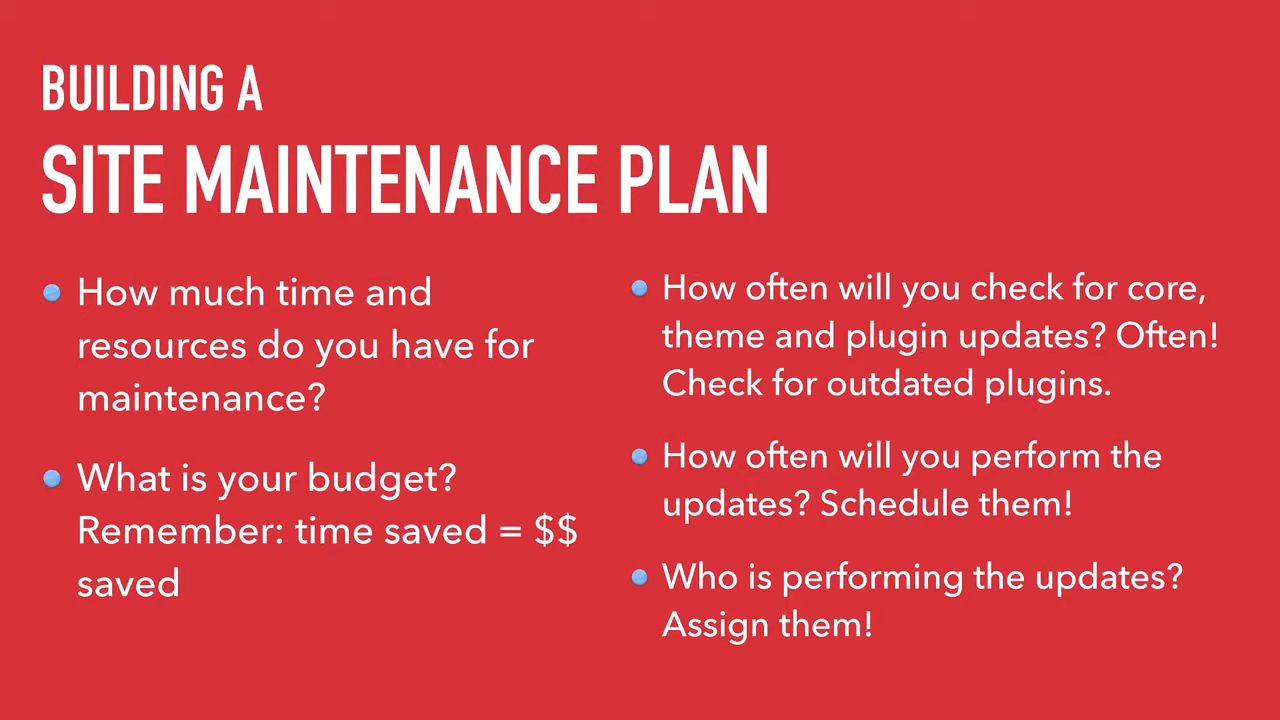 BUILDING A
SITE MAINTENANCE PLAN
How much time and
resources do you have for
maintenance?
What is your budget?
Remember: time saved = $$
saved
How often will you check for core,
theme and plugin updates? Often!
Check for outdated plugins.
How often will you perform the
updates? Schedule them!
Who is performing the updates?
Assign them!